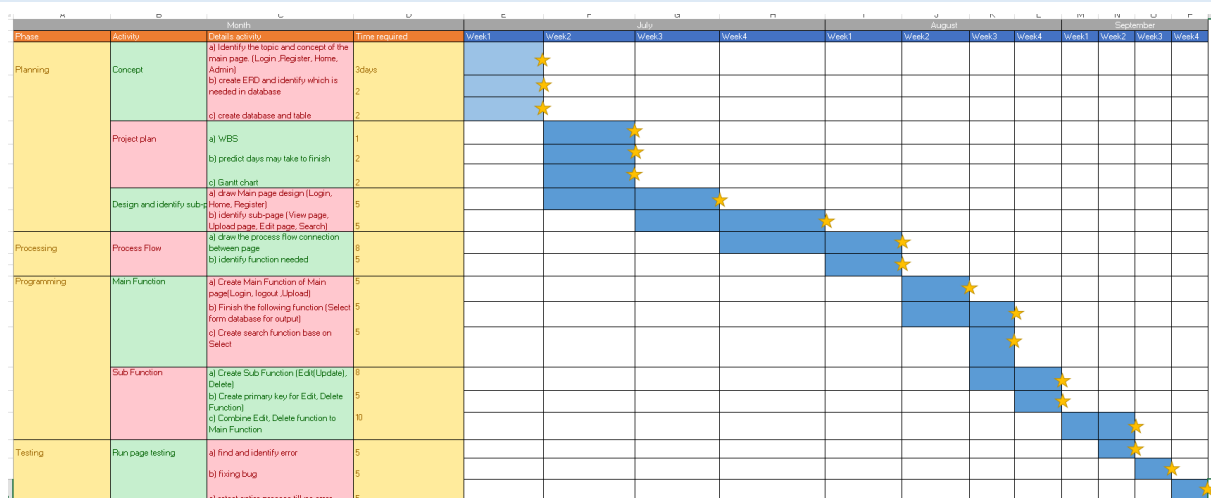 A B C D E F G H I J K L M N O P
Month July August September
Phase Activity Details activity Time required Week1 Week2 Week3 Week4 Week1 Week2 Week3 Week4 Week1 Week2 Week3 Week4
Planning
Concept
a) Identify the topic and concept of the
main page. (Login ,Register, Home,
Admin)
3days
b) create ERD and identify which is
needed in database
2
c) create database and table
2
Project plan
a) WBS
1
b) predict days may take to finish
2
c) Gantt chart
2
Design and identify sub-p
a) draw Main page design (Login,
Home, Register)
5
b) identify sub-page (View page,
Upload page, Edit page, Search)
5
Processing
Process Flow
a) draw the process flow connection
between page
8
b) identify function needed
5
Programming
Main Function
a) Create Main Function of Main
page(Login, logout ,Upload)
5
b) Finish the following function (Select
form database for output)
5
c) Create search function base on
Select
5
Sub Function
a) Create Sub Function (Edit(Update),
Delete)
8
b) Create primary key for Edit, Delete
Function)
5
c) Combine Edit, Delete function to
Main Function
10
Testing
Run page testing
a) find and identify error
5
b) fixing bug
5